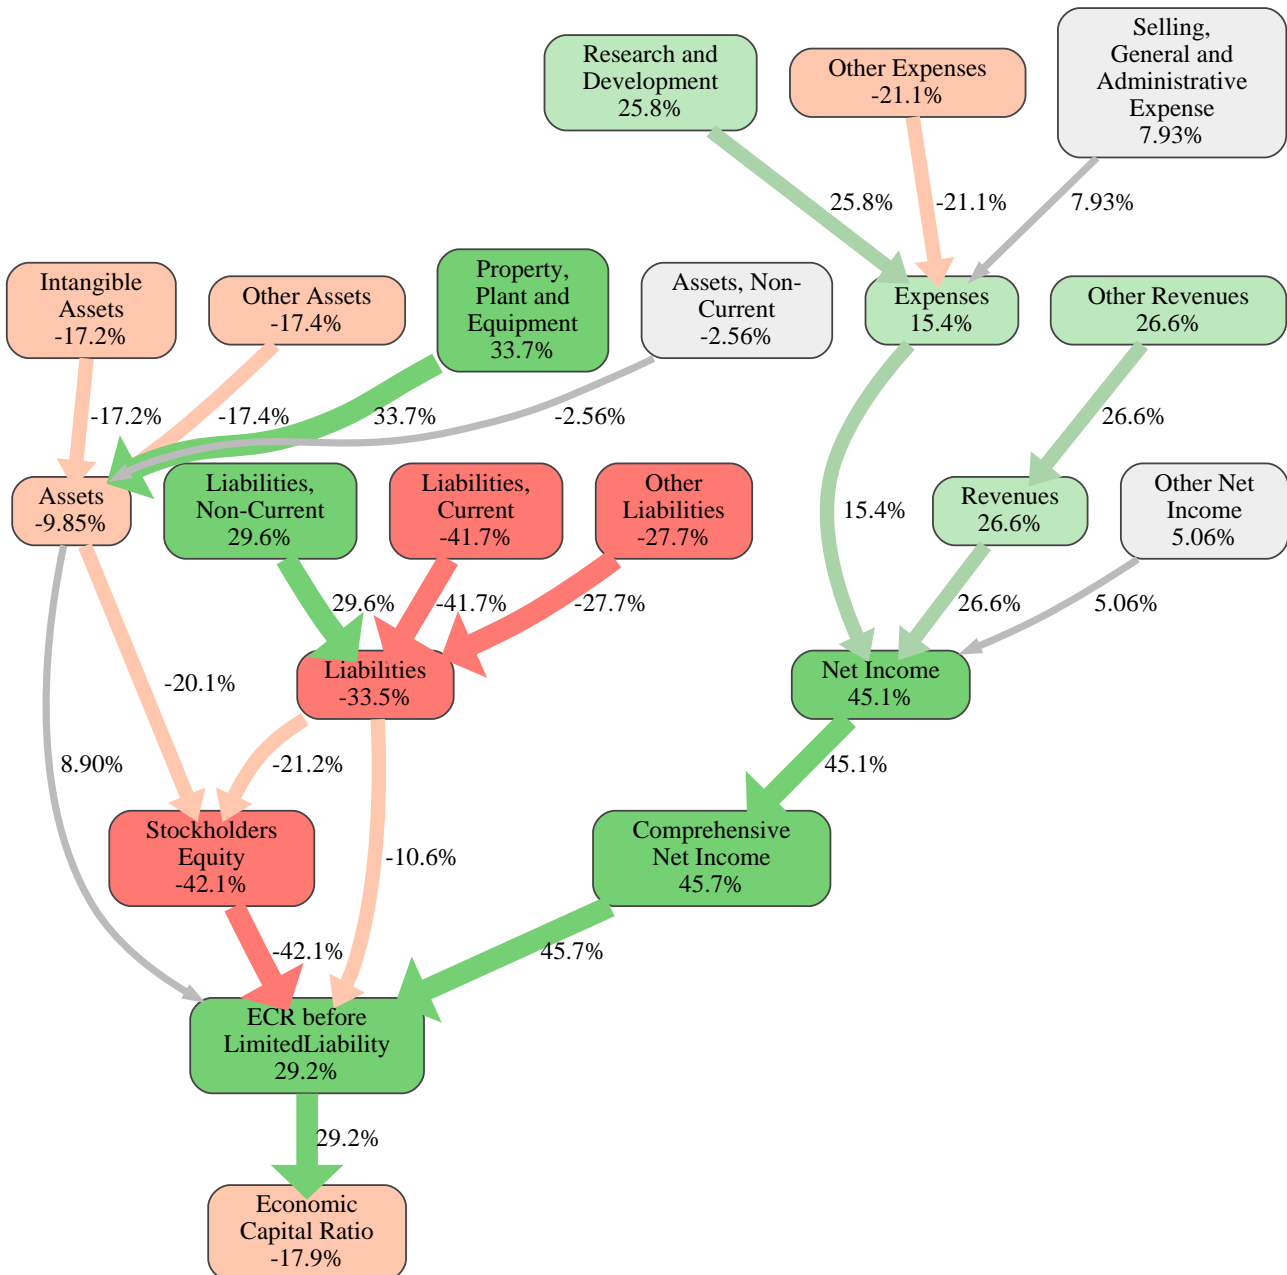 Research and
Development
25.8%
Other Expenses
-21.1%
Selling,
General and
Administrative
Expense
7.93%
25.8%
-21.1%
7.93%
Intangible
Assets
-17.2%
Other Assets
-17.4%
Property,
Plant and
Equipment
33.7%
Assets, Non-
Current
-2.56%
Expenses
15.4%
Other Revenues
26.6%
-17.2%
-17.4%
33.7%
-2.56%
26.6%
Assets
-9.85%
Liabilities,
Non-Current
29.6%
Liabilities,
Current
-41.7%
Other
Liabilities
-27.7%
15.4%
Revenues
26.6%
Other Net
Income
5.06%
29.6%
-41.7%
-27.7%
26.6%
5.06%
Liabilities
-33.5%
Net Income
45.1%
-20.1%
8.90%
-21.2%
45.1%
Stockholders
Equity
-42.1%
-10.6%
Comprehensive
Net Income
45.7%
-42.1%
45.7%
ECR before
LimitedLiability
29.2%
29.2%
Economic
Capital Ratio
-17.9%